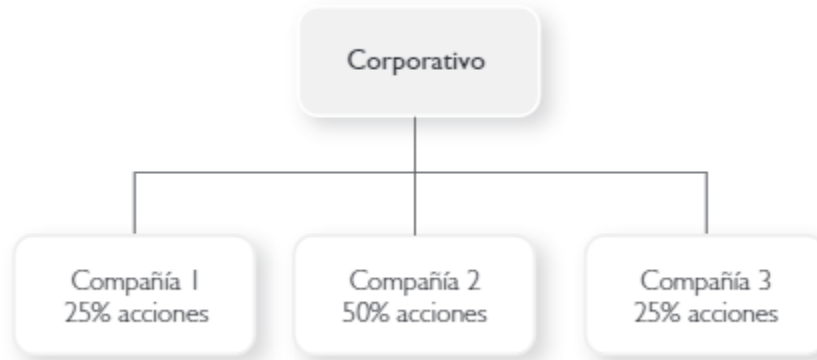 Corporativo
Compañía 1
25% acciones
Compañía 2
50% acciones
Compañía 3
25% acciones